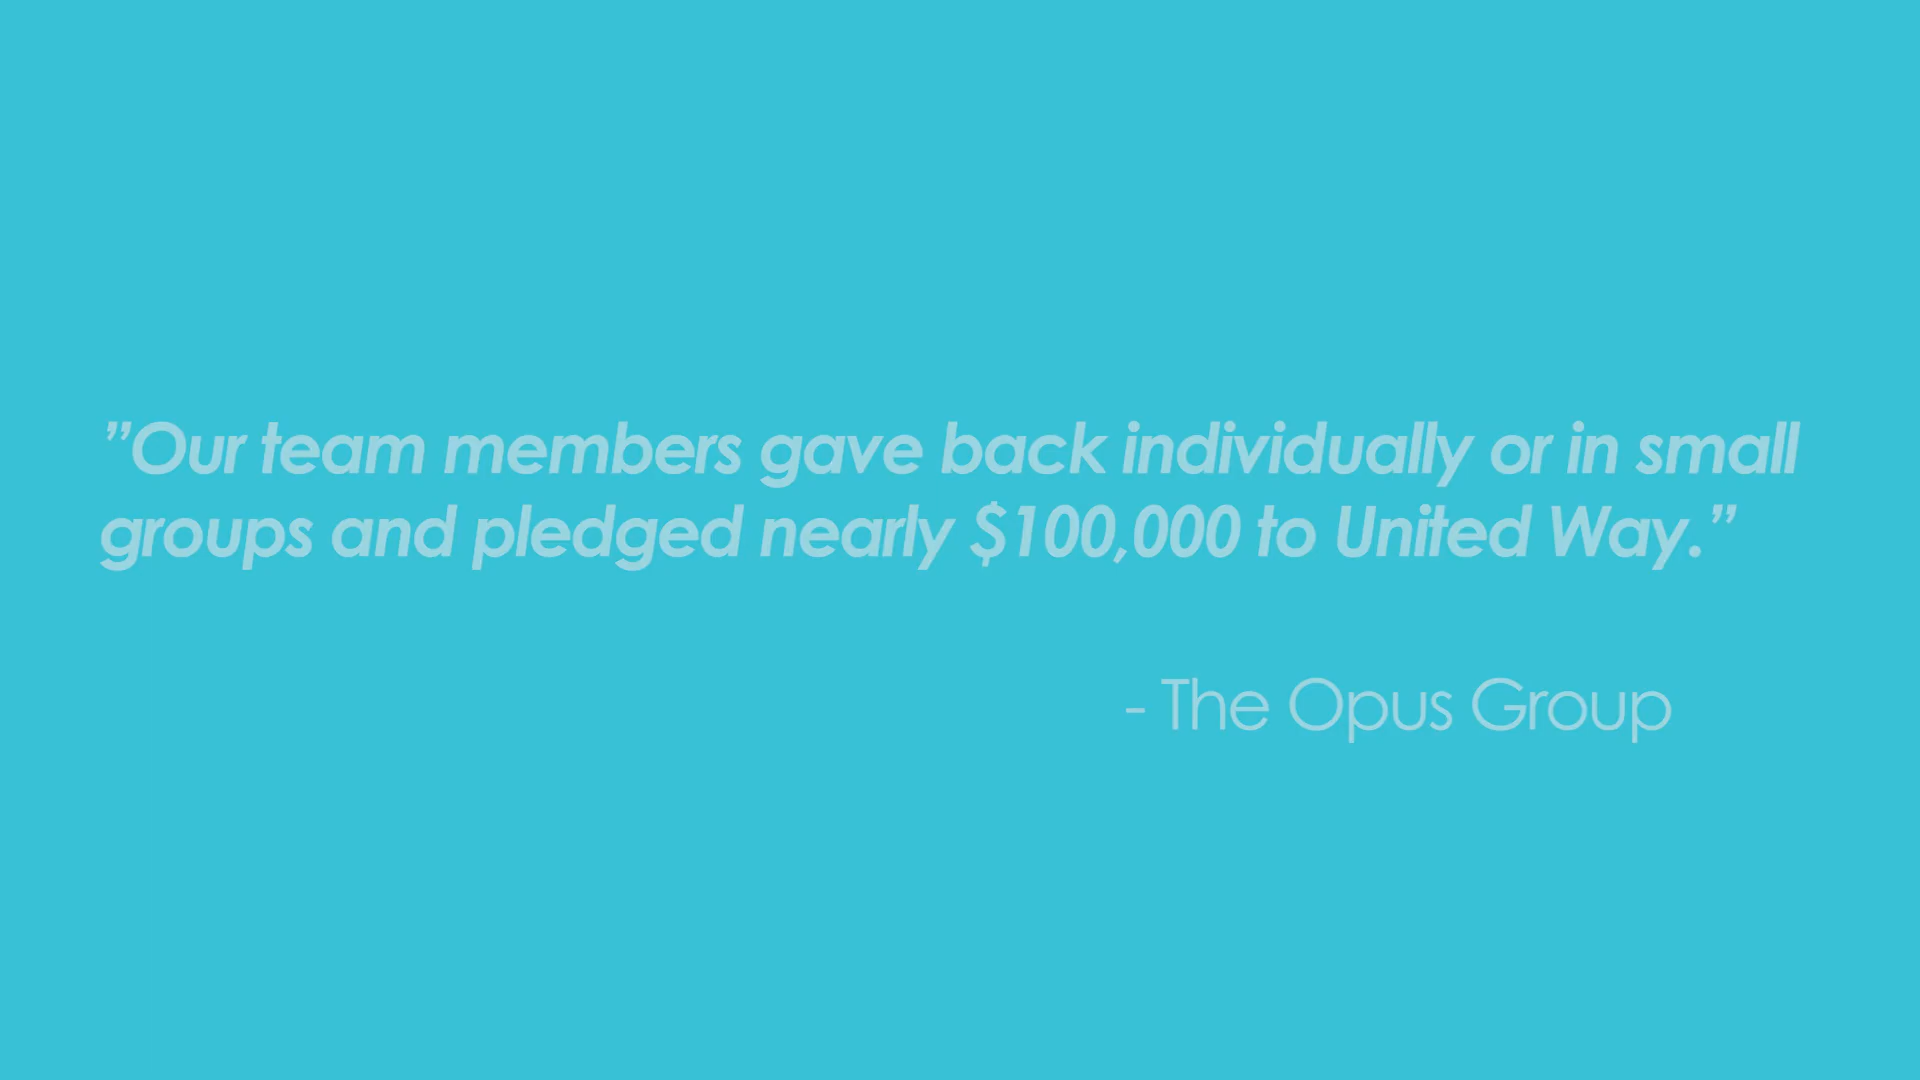 ”Our team members gave back individually or in small
groups and pledged nearly $100,000 to United Way.”
- The Opus Group